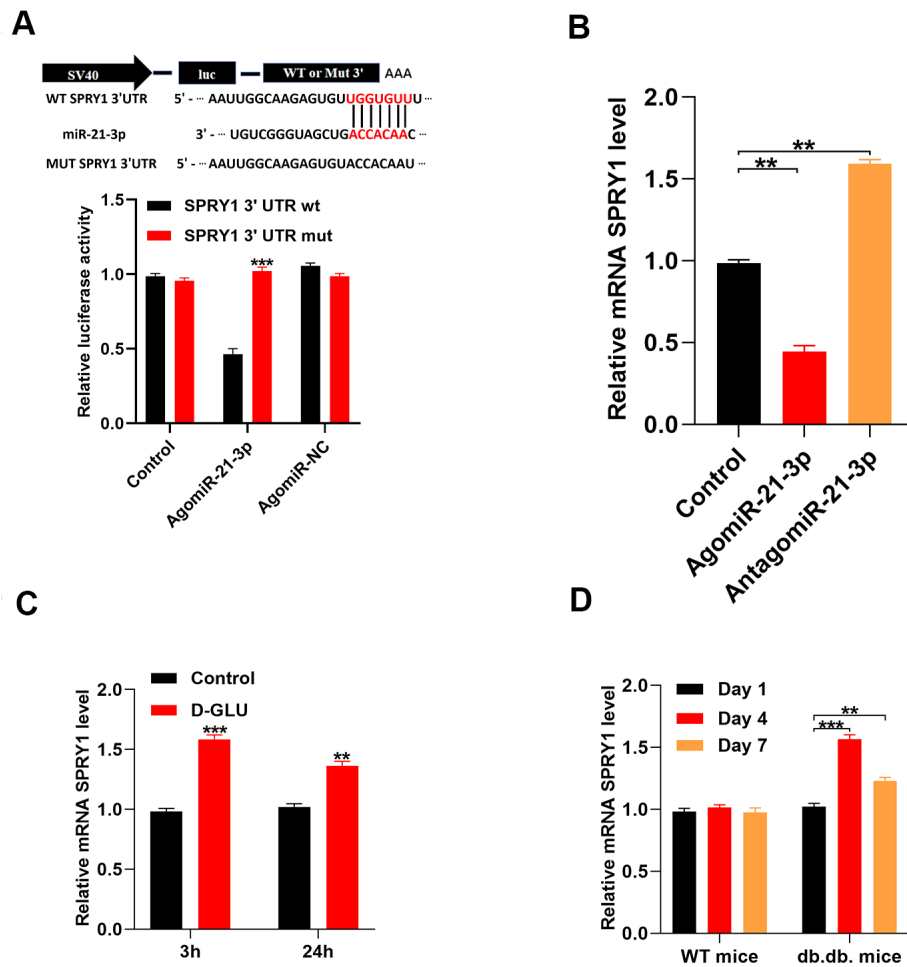 A
SV40
luc
WT or Mut 3'
AAA
WT SPRY1 3'UTR 5' - ··· AAUUGGCAAGAGUGUUGGUGUUU ···
miR-21-3p 3' - ··· UGUCGGGUAGCUGACCACAAC ···
MUT SPRY1 3'UTR 5' - ··· AAUUGGCAAGAGUGUACCACAAU ···
Relative luciferase activity
1.5
1.0
0.5
0.0
SPRY1 3' UTR wt
SPRY1 3' UTR mut
***
Control
AgomiR-21-3p
AgomiR-NC
B
Relative mRNA SPRY1 level
2.0
1.5
1.0
0.5
0.0
**
**
Control
AgomiR-21-3p
AntagomiR-21-3p
C
Relative mRNA SPRY1 level
2.0
1.5
1.0
0.5
0.0
Control
D-GLU
***
**
3h
24h
D
Relative mRNA SPRY1 level
2.0
1.5
1.0
0.5
0.0
Day 1
Day 4
Day 7
**
***
WT mice
db.db. mice